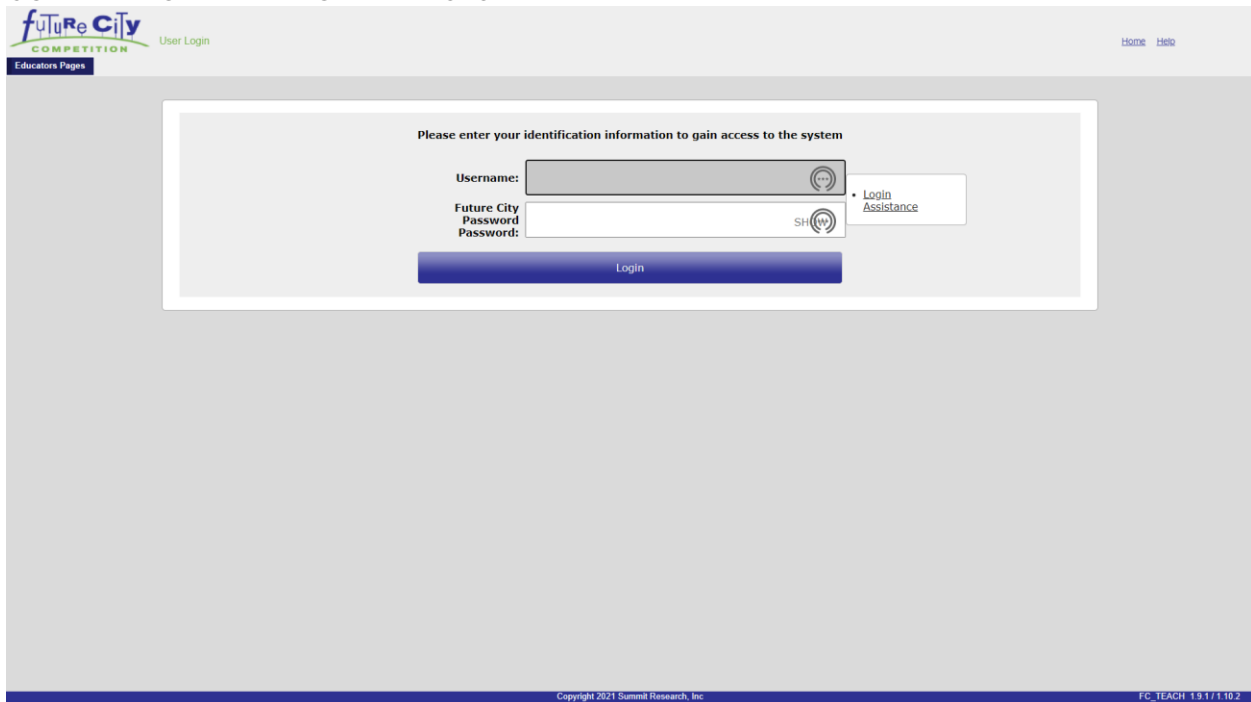 fuTuRe CiTy
COMPETITION
User Login
Home Help
Educators Pages
Please enter your identification information to gain access to the system
Username:
Login
Assistance
Future City
Password
Password:
SH
Login
Copyright 2021 Summit Research, Inc
FC_TEACH 1.9.1 / 1.10.2